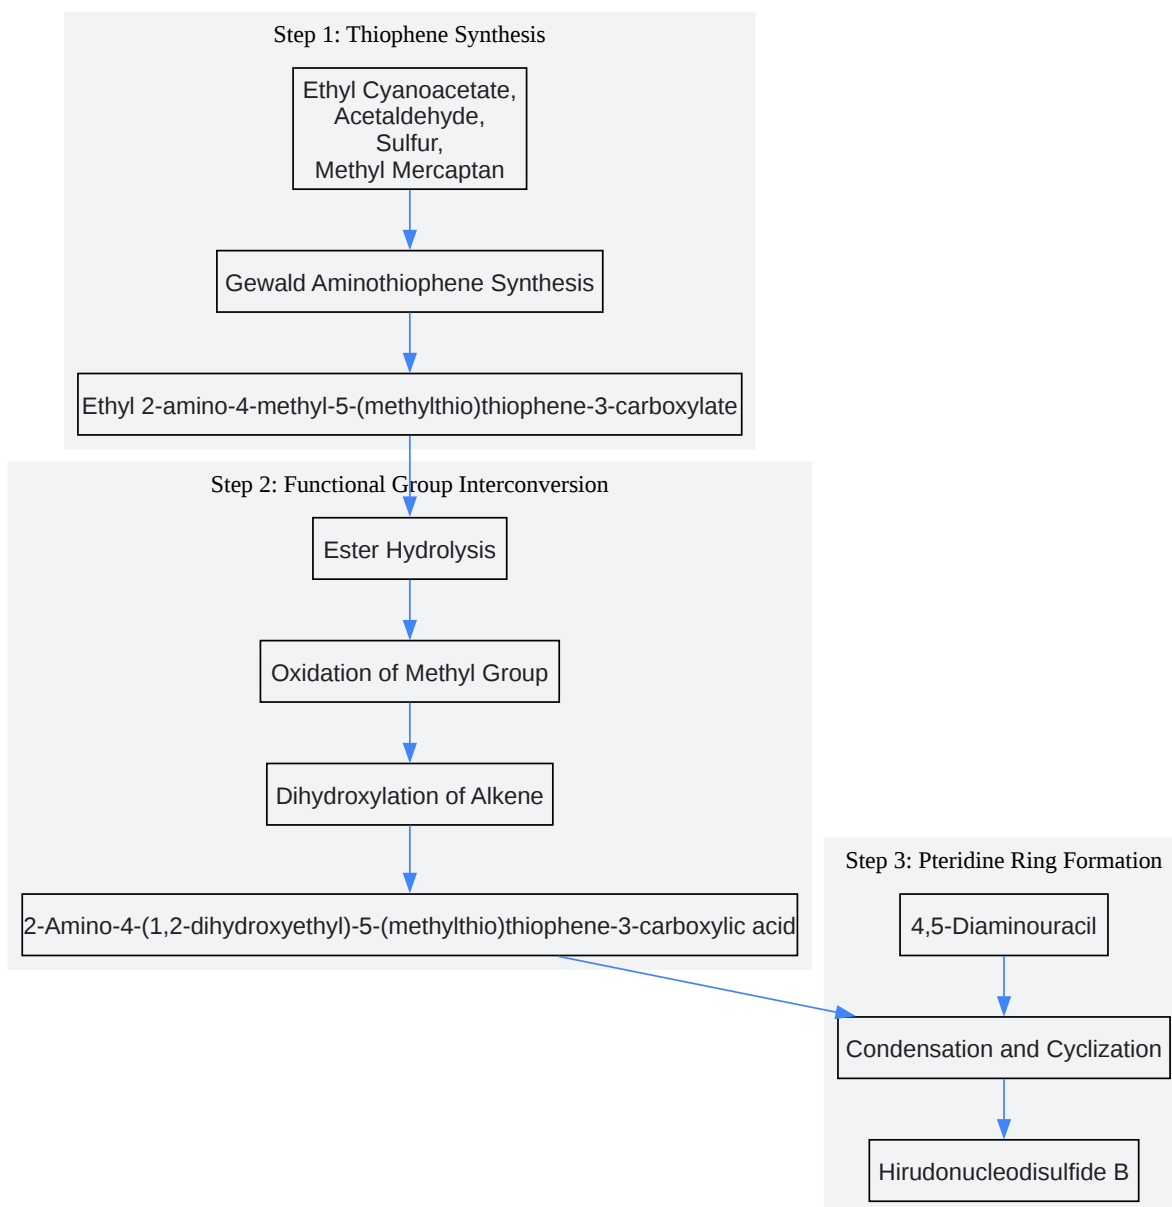 Step 1: Thiophene Synthesis
Ethyl Cyanoacetate,
Acetaldehyde,
Sulfur,
Methyl Mercaptan
Gewald Aminothiophene Synthesis
Ethyl 2-amino-4-methyl-5-(methylthio)thiophene-3-carboxylate
Step 2: Functional Group Interconversion
Ester Hydrolysis
Oxidation of Methyl Group
Dihydroxylation of Alkene
2-Amino-4-(1,2-dihydroxyethyl)-5-(methylthio)thiophene-3-carboxylic acid
Step 3: Pteridine Ring Formation
4,5-Diaminouracil
Condensation and Cyclization
Hirudonucleodisulfide B